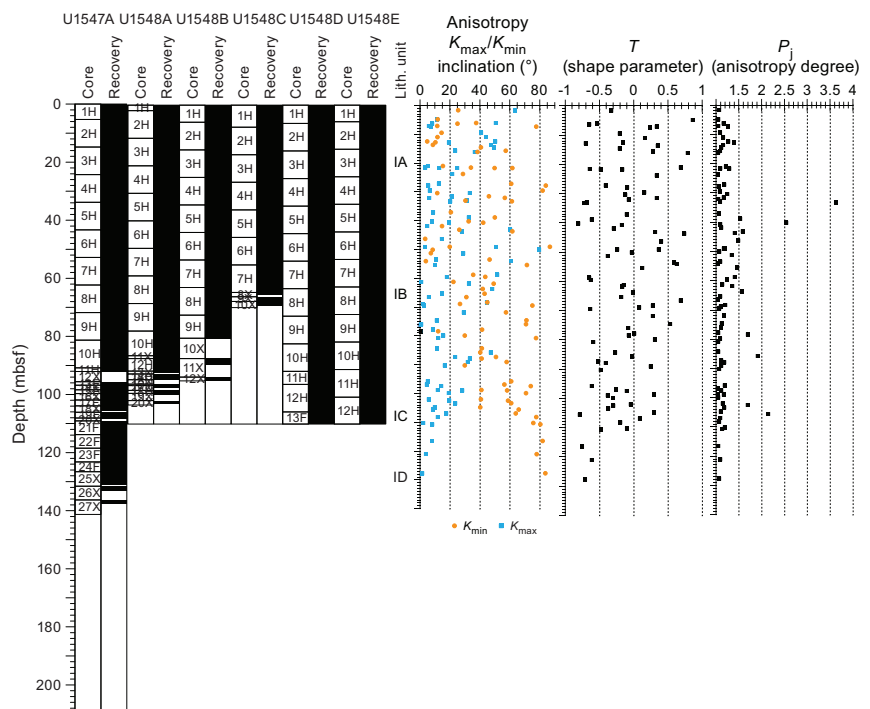 U1547A U1548A U1548B U1548C U1548D U1548E
Core Recovery Core Recovery Core Recovery Core Recovery Core Recovery Core Recovery
Lith. unit
Anisotropy
Kmax/Kmin
inclination (°)
T
(shape parameter)
Pj
(anisotropy degree)
0 20 40 60 80
-1 -0.5 0 0.5 1
1 1.5 2 2.5 3 3.5 4
Depth (mbsf)
0
20
40
60
80
100
120
140
160
180
200
1H
2H
3H
4H
5H
6H
7H
8H
9H
10H
11H
12X
21F
22F
23F
24F
25X
26X
27X
1H
2H
3H
4H
5H
6H
7H
8H
9H
10H
11X
20X
1H
2H
3H
4H
5H
6H
7H
8H
9H
10X
11X
12X
1H
2H
3H
4H
5H
6H
7H
8X
10X
1H
2H
3H
4H
5H
6H
7H
8H
9H
10H
11H
12H
13F
1H
2H
3H
4H
5H
6H
7H
8H
9H
10H
11H
12H
IA
IB
IC
ID
Kmin Kmax